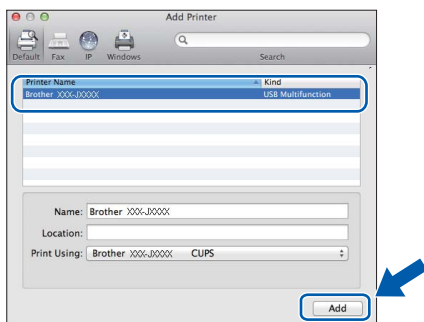 Add Printer
Default Fax IP Windows Search
Printer Name Kind
Brother XXX-JXXXX USB Multifunction
Name: Brother XXX-JXXXX
Location:
Print Using: Brother XXX-JXXXX CUPS
Add